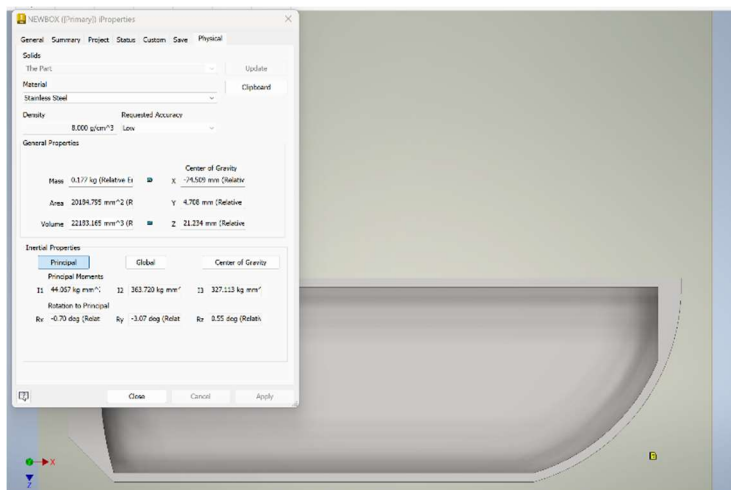 NEWBOX (Primary) iProperties
General Summary Project Status Custom Save Physical
Solids
The Part
Update
Material
Clipboard
Stainless Steel
Density Requested Accuracy
8.000 g/cm^3 Low
General Properties
Center of Gravity
Mass 0.177 kg (Relative Er X -74.509 mm (Relativ
Area 20184.795 mm^2 (R Y 4.708 mm (Relative
Volume 22183.165 mm^3 (R Z 21.234 mm (Relative
Inertial Properties
Principal Global Center of Gravity
Principal Moments
I1 44.067 kg mm^2 I2 363.720 kg mm^ I3 327.113 kg mm^
Rotation to Principal
Rx -0.70 deg (Relat Ry -3.07 deg (Relat Rz 0.55 deg (Relativ
Close Cancel Apply
X
Z